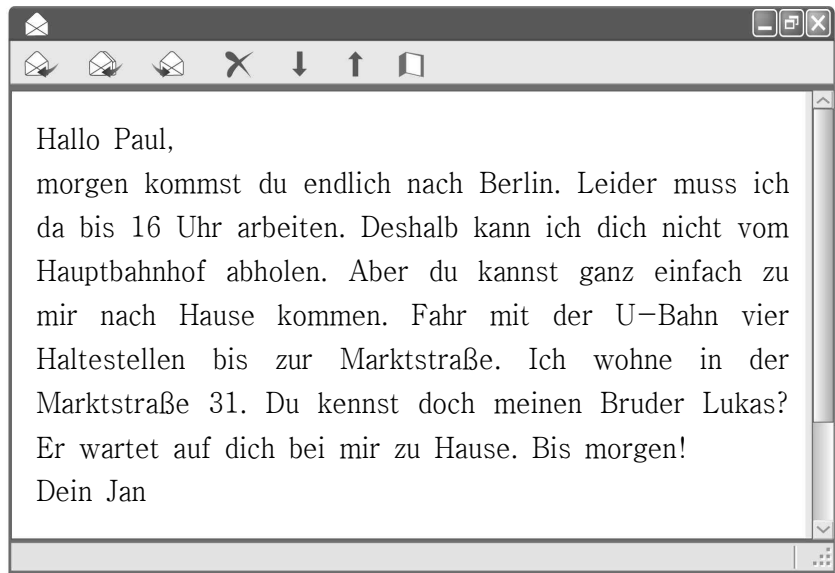 Hallo Paul,
morgen kommst du endlich nach Berlin. Leider muss ich
da bis 16 Uhr arbeiten. Deshalb kann ich dich nicht vom
Hauptbahnhof abholen. Aber du kannst ganz einfach zu
mir nach Hause kommen. Fahr mit der U-Bahn vier
Haltestellen bis zur Marktstraße. Ich wohne in der
Marktstraße 31. Du kennst doch meinen Bruder Lukas?
Er wartet auf dich bei mir zu Hause. Bis morgen!
Dein Jan